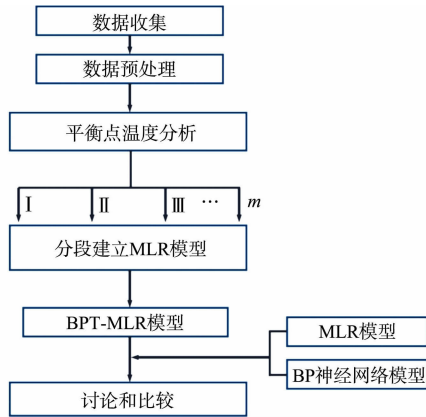 数据收集
数据预处理
平衡点温度分析
Ⅰ Ⅱ Ⅲ … m
分段建立MLR模型
BPT-MLR模型
MLR模型
BP神经网络模型
讨论和比较